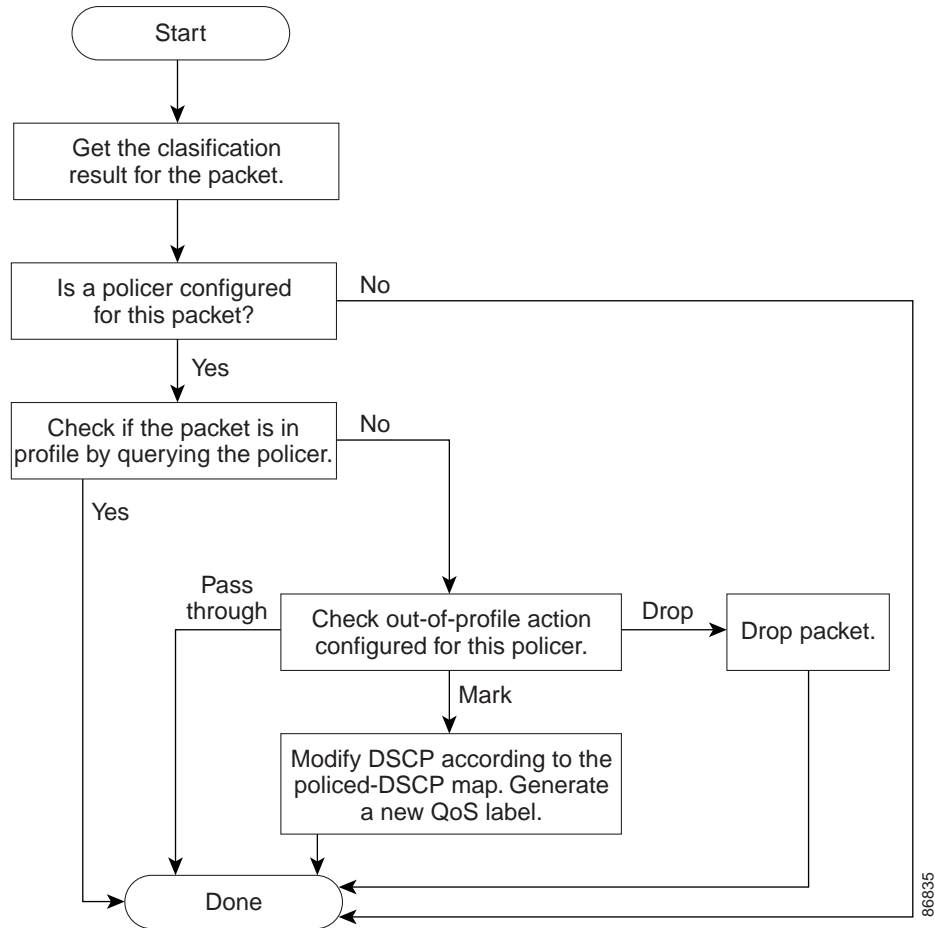 Start
Get the clasification
result for the packet.
Is a policer configured
for this packet?
No
Yes
Check if the packet is in
profile by querying the policer.
No
Yes
Pass
through
Check out-of-profile action
configured for this policer.
Drop
Drop packet.
Mark
Modify DSCP according to the
policed-DSCP map. Generate
a new QoS label.
Done
86835